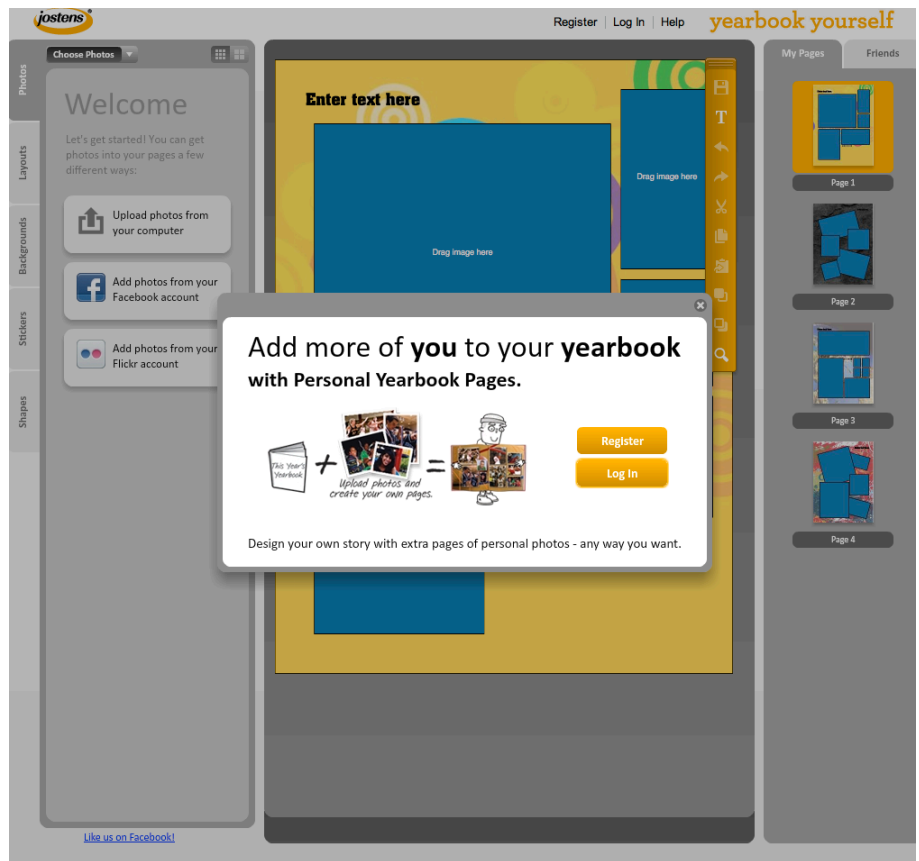 jostens
Register | Log In | Help
yearbook yourself
Choose Photos
Photos
Layouts
Backgrounds
Stickers
Shapes
Welcome
Let's get started! You can get
photos into your pages a few
different ways:
Upload photos from
your computer
Add photos from your
Facebook account
Add photos from your
Flickr account
Like us on Facebook!
Enter text here
Drag image here
Drag image here
T
Add more of you to your yearbook
with Personal Yearbook Pages.
This Year's
Yearbook
+
=
Upload photos and
create your own pages.
Register
Log In
Design your own story with extra pages of personal photos - any way you want.
My Pages
Friends
Page 1
Page 2
Page 3
Page 4